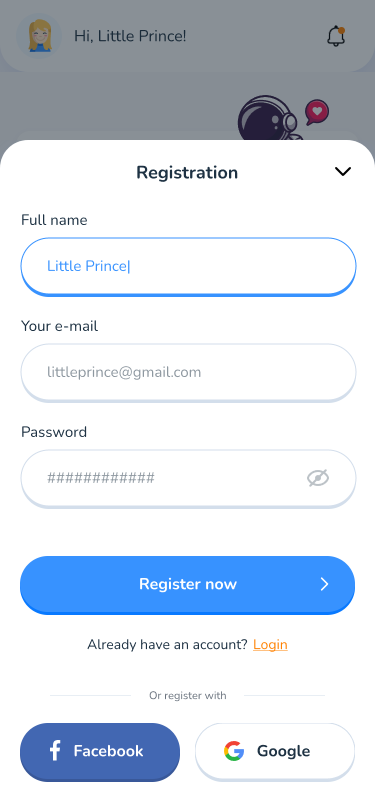 Hi, Little Prince!
Registration
Full name
Little Prince
Your e-mail
littleprince@gmail.com
Password
############
Register now
Already have an account? Login
Or register with
Facebook
Google